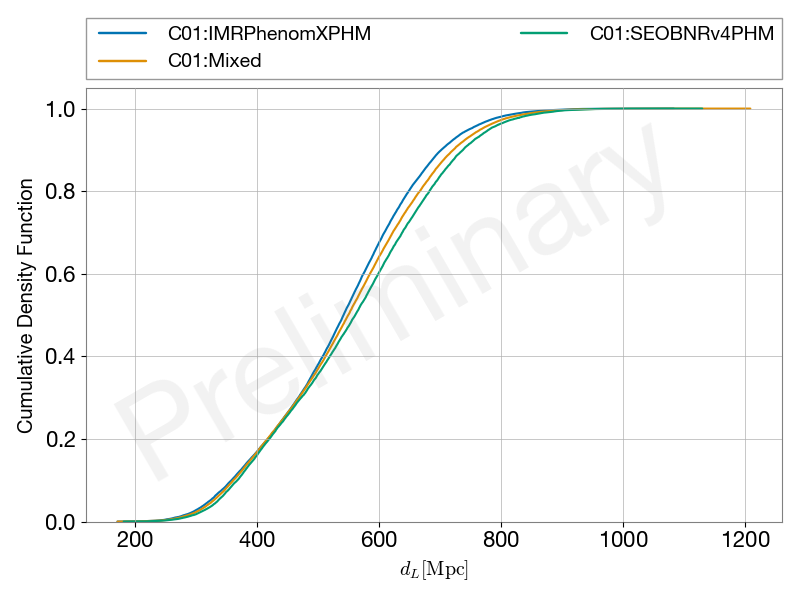 C01:IMRPhenomXPHM
C01:Mixed
C01:SEOBNRv4PHM
Preliminary
Cumulative Density Function
1.0
0.8
0.6
0.4
0.2
0.0
200 400 600 800 1000 1200
d_L[Mpc]